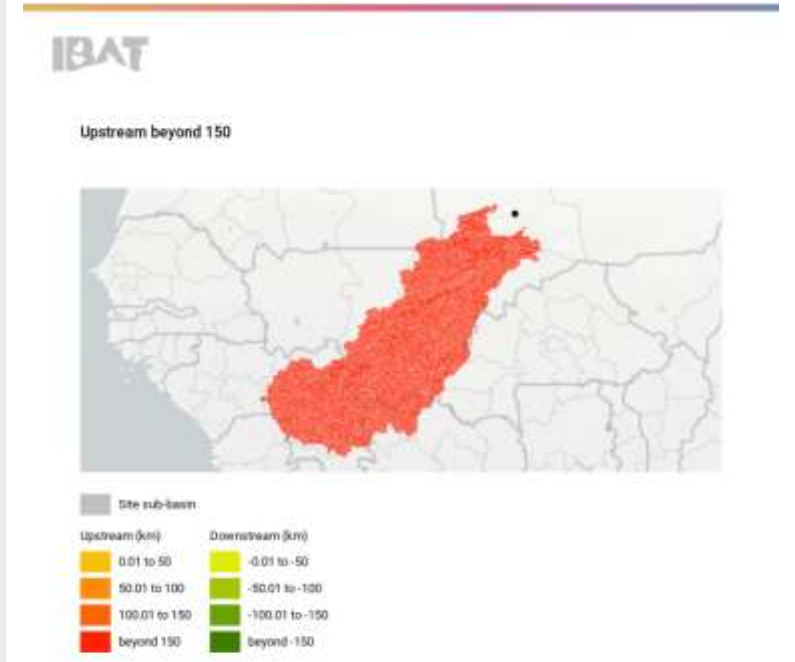 IBAT
Upstream beyond 150
Site sub-basin
Upstream (km)
Downstream (km)
0.01 to 50
-0.01 to -50
50.01 to 100
-50.01 to -100
100.01 to 150
-100.01 to -150
beyond 150
beyond -150